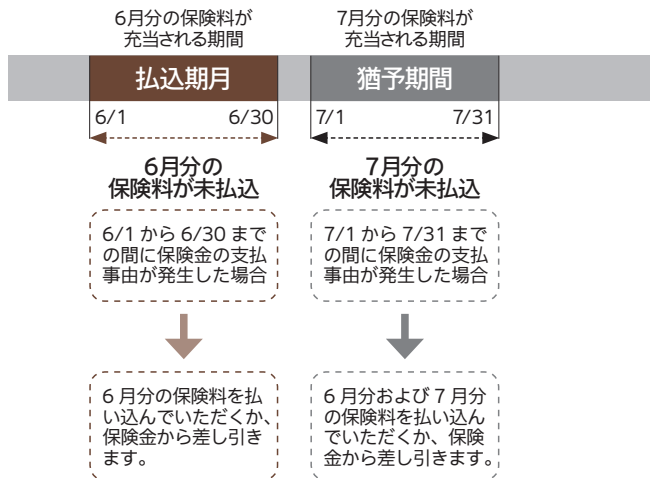 6月分の保険料が
充当される期間
7月分の保険料が
充当される期間
払込期月
猶予期間
6/1 6/30
7/1 7/31
6月分の
保険料が未払込
7月分の
保険料が未払込
6/1 から 6/30 まで
の間に保険金の支払
事由が発生した場合
7/1 から 7/31 まで
の間に保険金の支払
事由が発生した場合
6 月分の保険料を払
い込んでいただくか、
保険金から差し引き
ます。
6 月分および 7 月分
の保険料を払い込ん
でいただくか、保険
金から差し引きます。